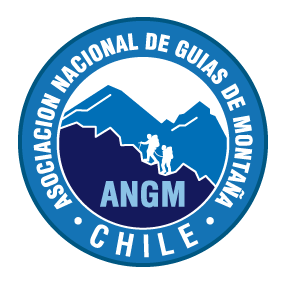 ASOCIACION NACIONAL DE GUIAS DE MONTAÑA
ANGM
• CHILE •